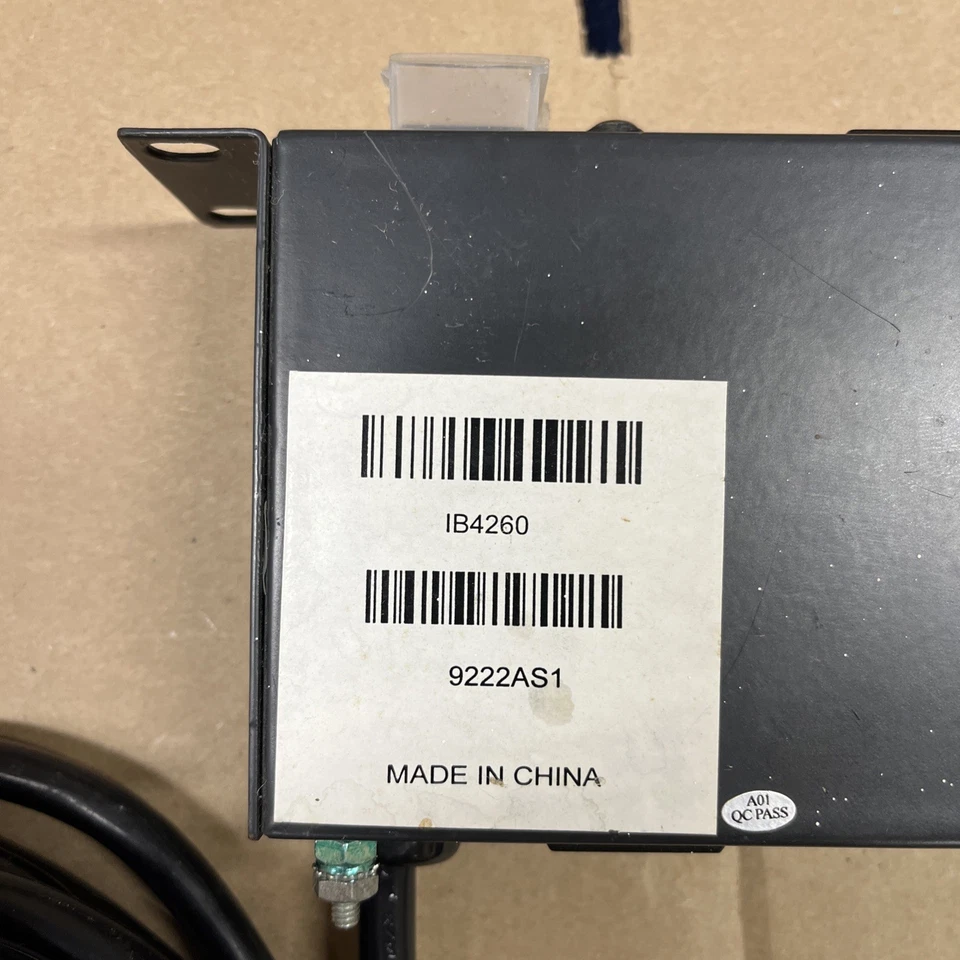 IB4260
9222AS1
MADE IN CHINA
A01
QC PASS